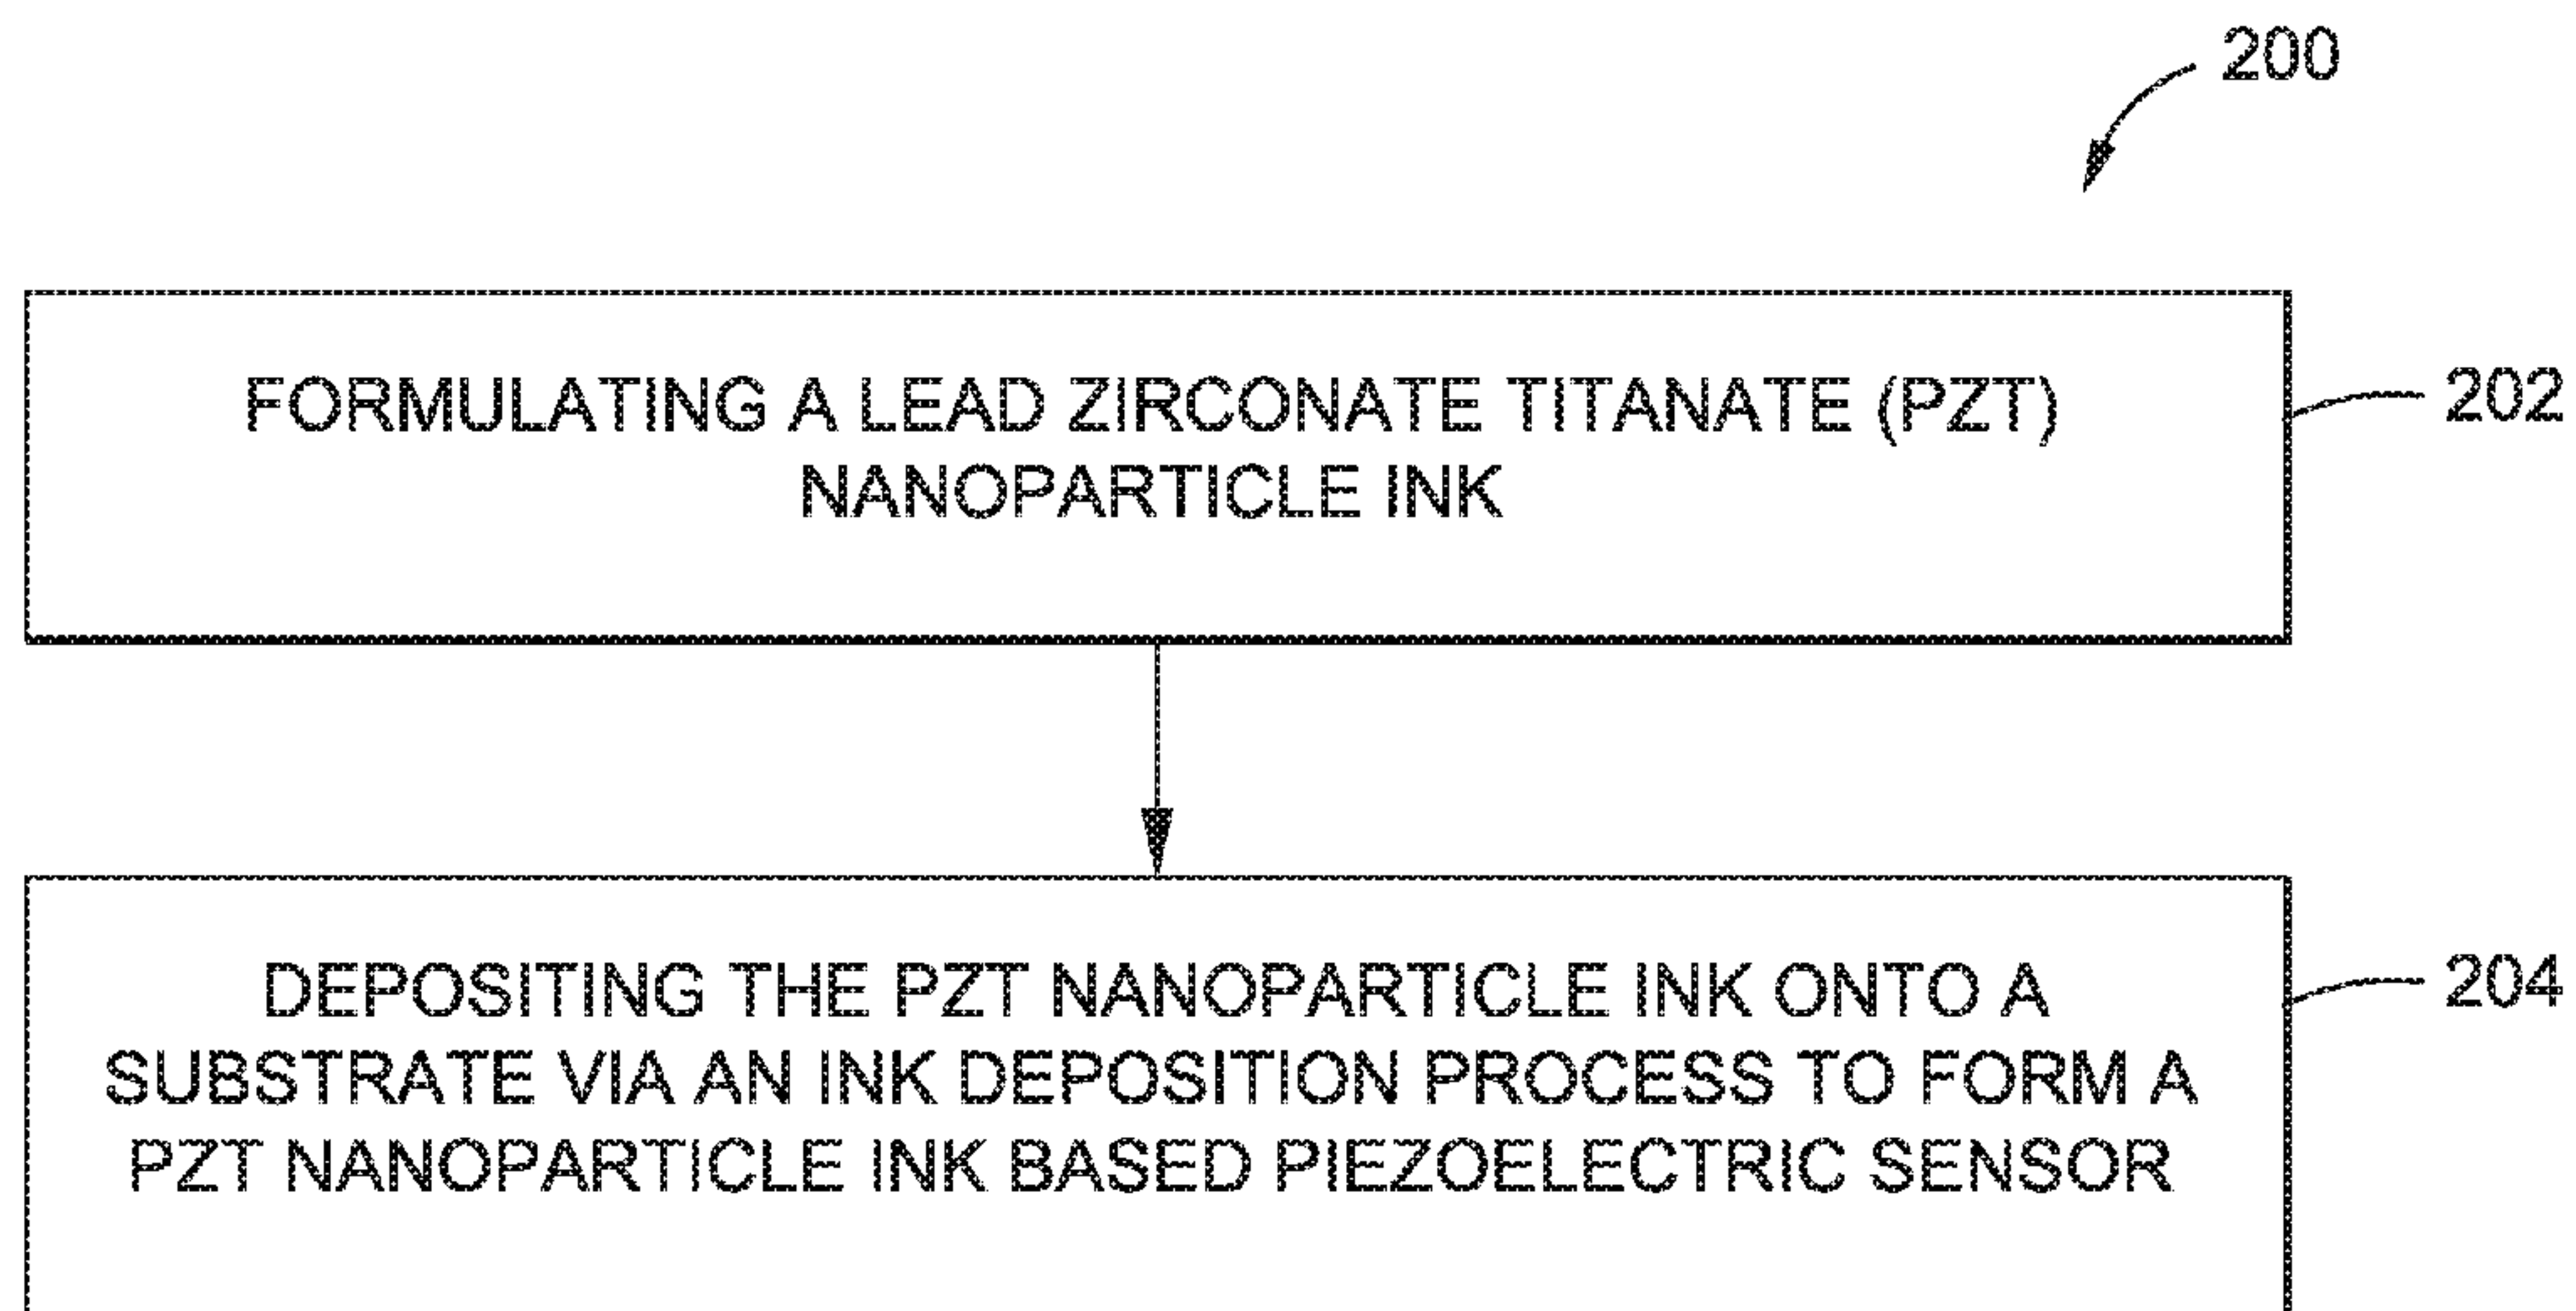 200
FORMULATING A LEAD ZIRCONATE TITANATE (PZT)
NANOPARTICLE INK
202
DEPOSITING THE PZT NANOPARTICLE INK ONTO A
SUBSTRATE VIA AN INK DEPOSITION PROCESS TO FORM A
PZT NANOPARTICLE INK BASED PIEZOELECTRIC SENSOR
204